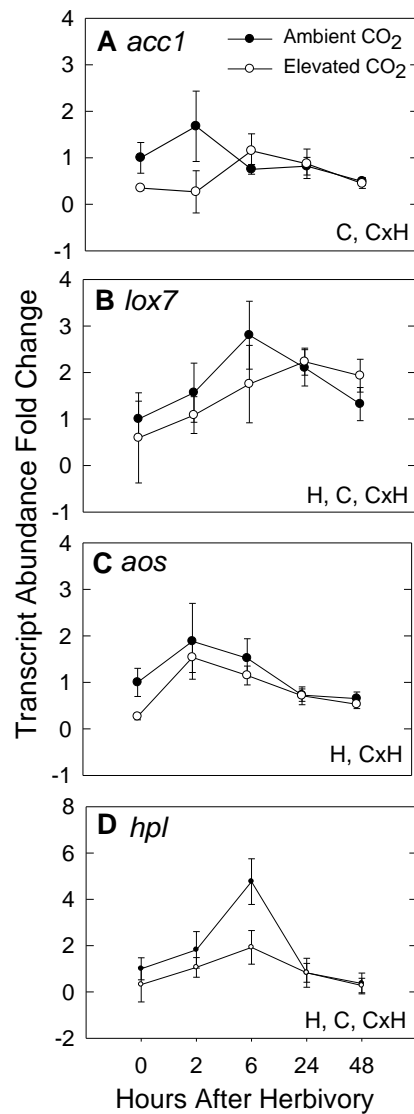 A acc1
Ambient CO2
Elevated CO2
4
3
2
1
0
-1
C, CxH
B lox7
4
3
2
1
0
-1
H, C, CxH
C aos
4
3
2
1
0
-1
H, CxH
D hpl
8
6
4
2
0
-2
H, C, CxH
0 2 6 24 48
Hours After Herbivory
Transcript Abundance Fold Change